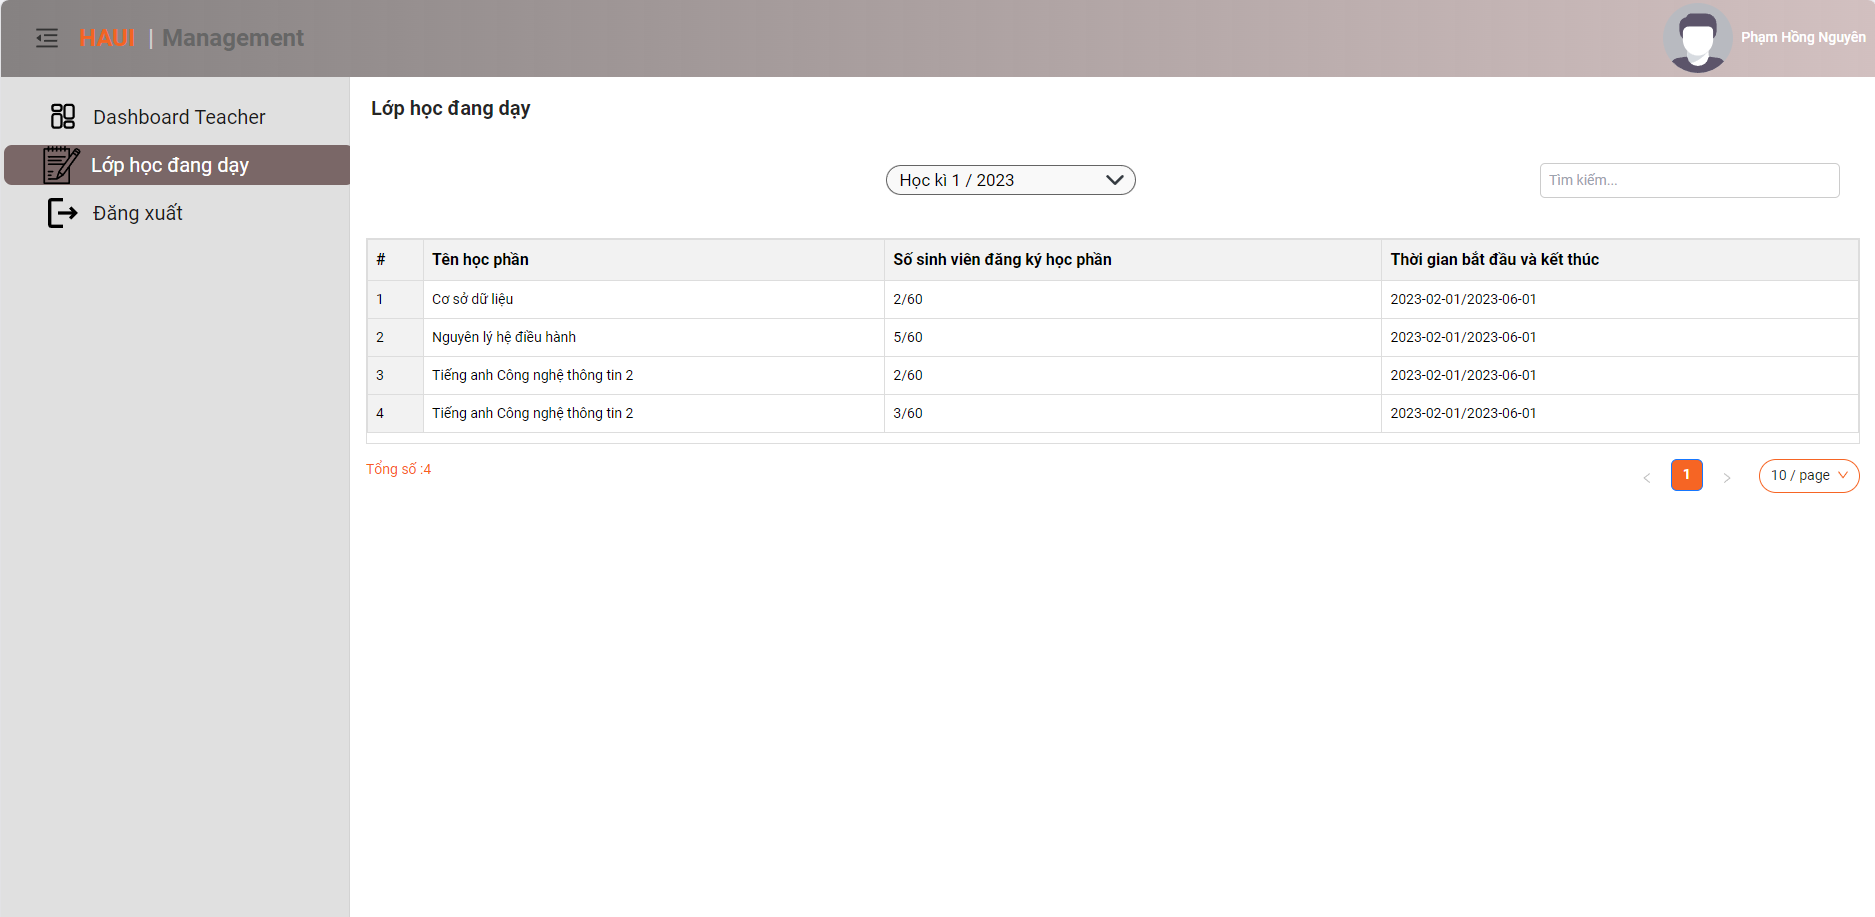 HAUI | Management
Phạm Hồng Nguyên
Dashboard Teacher
Lớp học đang dạy
Đăng xuất
Lớp học đang dạy
Học kì 1 / 2023
Tìm kiếm...
# Tên học phần Số sinh viên đăng ký học phần Thời gian bắt đầu và kết thúc
1 Cơ sở dữ liệu 2/60 2023-02-01/2023-06-01
2 Nguyên lý hệ điều hành 5/60 2023-02-01/2023-06-01
3 Tiếng anh Công nghệ thông tin 2 2/60 2023-02-01/2023-06-01
4 Tiếng anh Công nghệ thông tin 2 3/60 2023-02-01/2023-06-01
Tổng số :4
< 1 > 10 / page